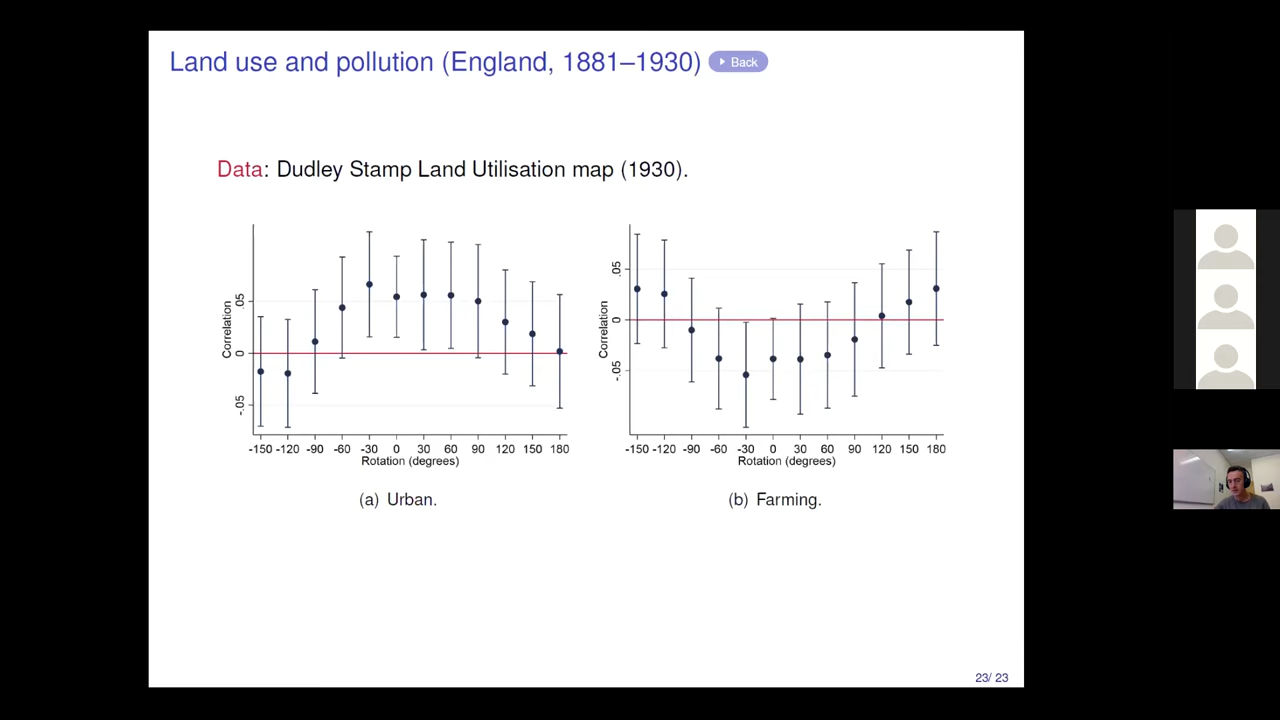 Land use and pollution (England, 1881–1930) Back
Data: Dudley Stamp Land Utilisation map (1930).
Correlation
.05
0
-.05
-150 -120 -90 -60 -30 0 30 60 90 120 150 180
Rotation (degrees)
(a) Urban.
Correlation
.05
0
-.05
-150 -120 -90 -60 -30 0 30 60 90 120 150 180
Rotation (degrees)
(b) Farming.
23/ 23